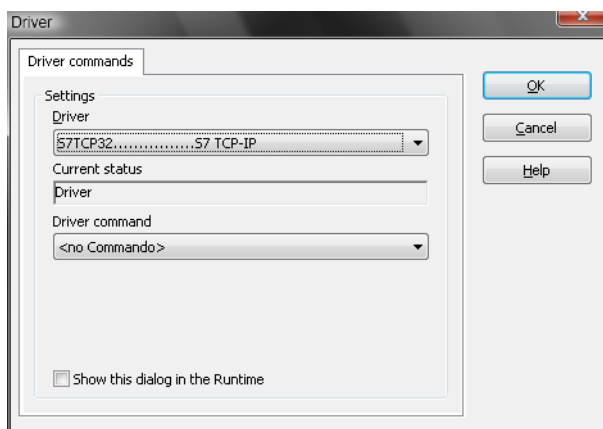 Driver
Driver commands
Settings
Driver
S7TCP32................S7 TCP-IP
Current status
Driver
Driver command
<no Commando>
Show this dialog in the Runtime
OK
Cancel
Help